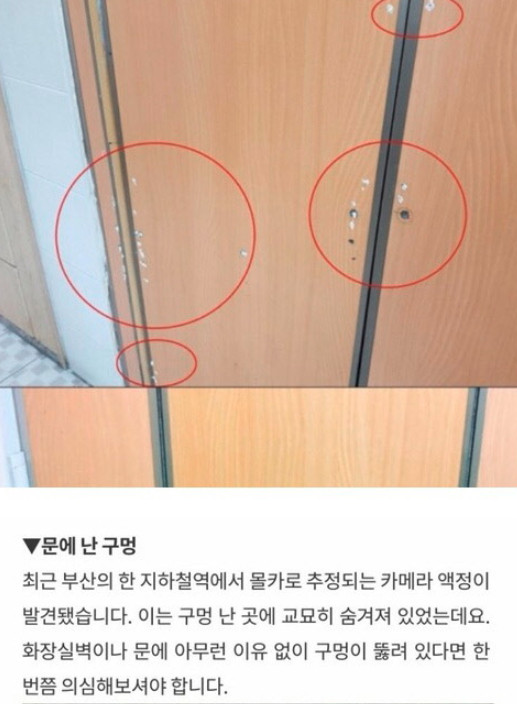 ▼문에 난 구멍
최근 부산의 한 지하철역에서 몰카로 추정되는 카메라 액정이
발견됐습니다. 이는 구멍 난 곳에 교묘히 숨겨져 있었는데요.
화장실벽이나 문에 아무런 이유 없이 구멍이 뚫려 있다면 한
번쯤 의심해보셔야 합니다.